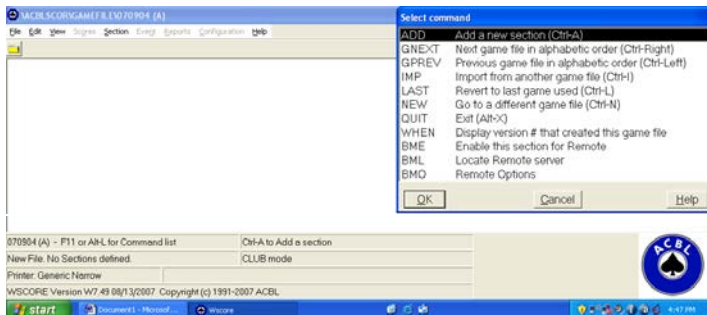 \ACBLSCOR\GAMEFILE\070904 (A)
File Edit View Scores Section Event Exports Configuration Help
Select command
ADD Add a new section (Ctrl-A)
GNEXT Next game file in alphabetic order (Ctrl-Right)
GPREV Previous game file in alphabetic order (Ctrl-Left)
IMP Import from another game file (Ctrl-I)
LAST Revert to last game used (Ctrl-L)
NEW Go to a different game file (Ctrl-N)
QUIT Exit (Alt-X)
WHEN Display version # that created this game file
BME Enable this section for Remote
BML Locate Remote server
BMO Remote Options
OK Cancel Help
070904 (A) - F11 or Alt-L for Command list Ctrl-A to Add a section
New File. No Sections defined. CLUB mode
Printer: Generic Narrow
WSCORE Version W7.49 08/13/2007 Copyright (c) 1991-2007 ACBL
ACBL
start Document1 - Microsof... Wscore 4:47 PM